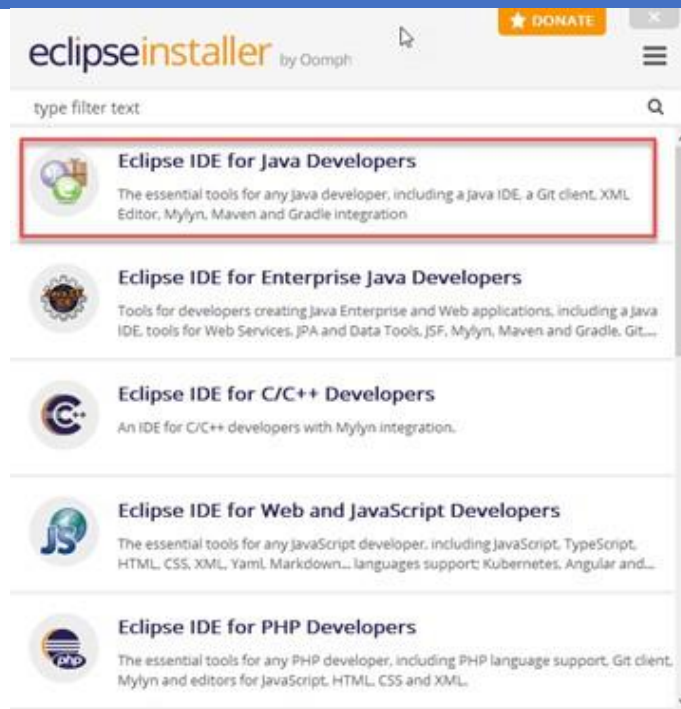 DONATE
eclipseinstaller by Oomph
type filter text
Eclipse IDE for Java Developers
The essential tools for any Java developer, including a Java IDE, a Git client, XML
Editor, Mylyn, Maven and Gradle integration
Eclipse IDE for Enterprise Java Developers
Tools for developers creating Java Enterprise and Web applications, including a Java
IDE, tools for Web Services, JPA and Data Tools, JSF, Mylyn, Maven and Gradle, Git,...
Eclipse IDE for C/C++ Developers
C++
An IDE for C/C++ developers with Mylyn integration.
Eclipse IDE for Web and JavaScript Developers
JS
The essential tools for any JavaScript developer, including JavaScript, TypeScript,
HTML, CSS, XML, Yaml, Markdown... languages support; Kubernetes, Angular and...
Eclipse IDE for PHP Developers
php
The essential tools for any PHP developer, including PHP language support, Git client,
Mylyn and editors for JavaScript, HTML, CSS and XML.